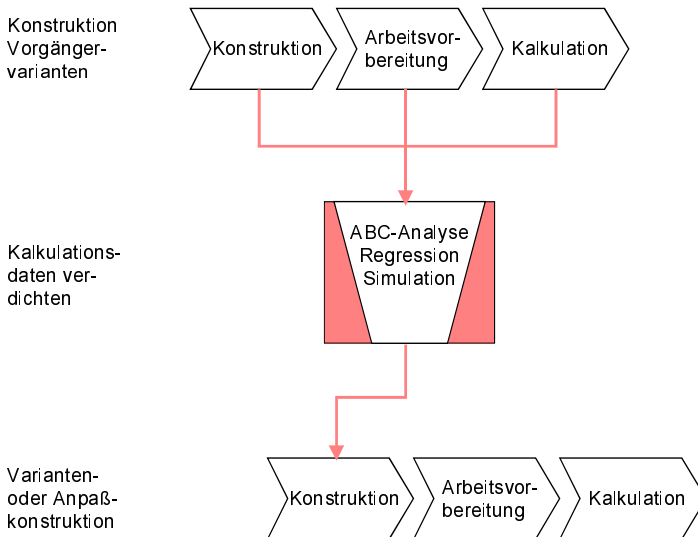 Konstruktion
Vorgänger-
varianten
Konstruktion
Arbeitsvor-
bereitung
Kalkulation
Kalkulations-
daten ver-
dichten
ABC-Analyse
Regression
Simulation
Varianten-
oder Anpaß-
konstruktion
Konstruktion
Arbeitsvor-
bereitung
Kalkulation